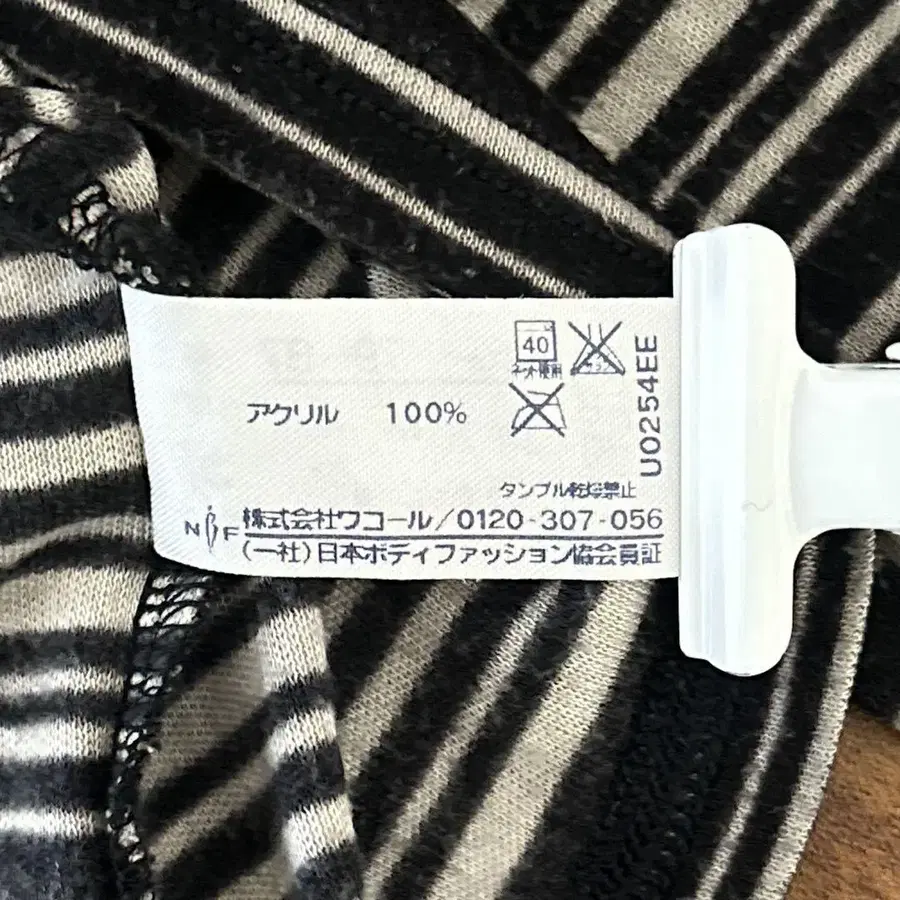 40
ネット使用
アクリル 100%
U0254EE
タンブル乾燥禁止
NBF 株式会社ワコール/0120-307-056
(一社)日本ボディファッション協会員証